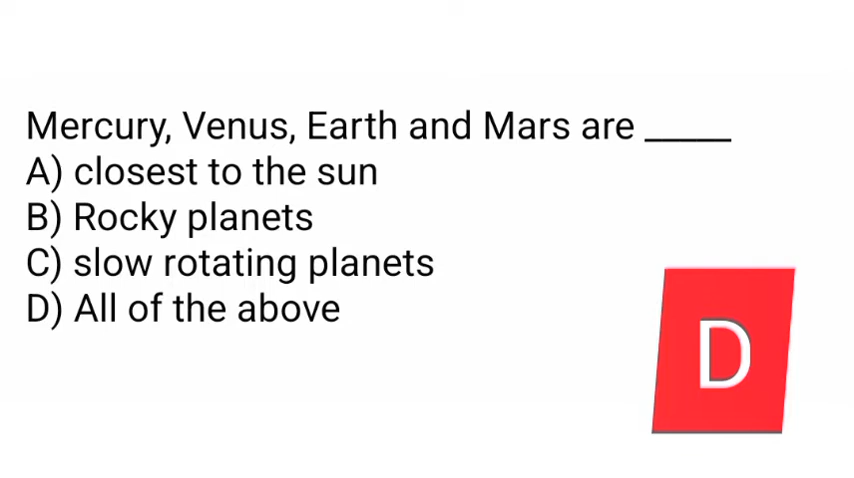 Mercury, Venus, Earth and Mars are _____
A) closest to the sun
B) Rocky planets
C) slow rotating planets
D) All of the above
D